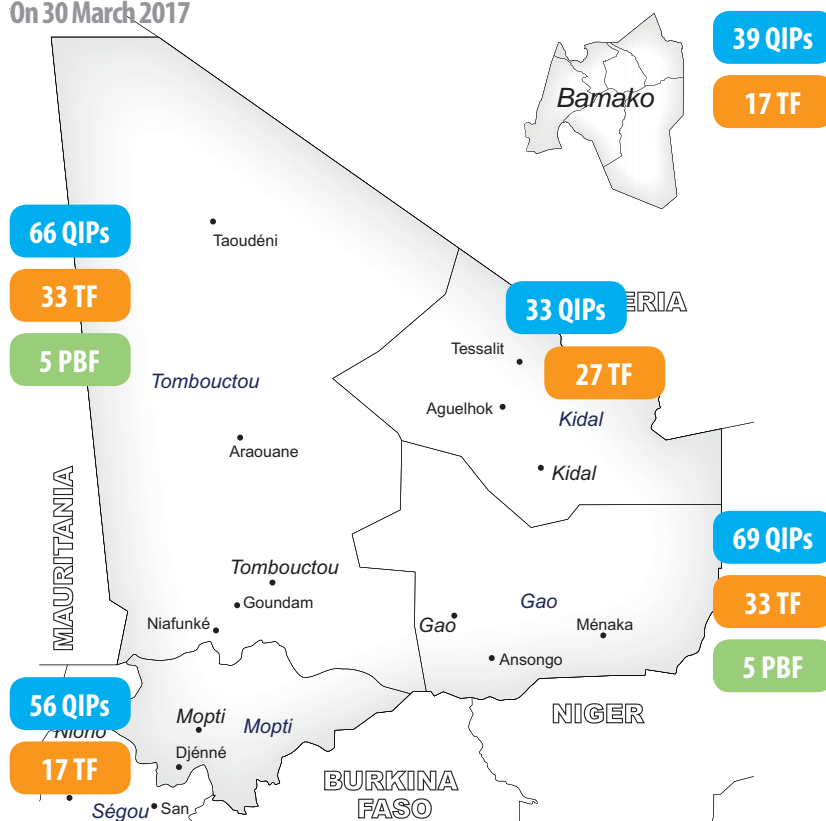 On 30 March 2017
39 QIPs
Bamako
17 TF
Taoudéni
66 QIPs
33 TF
5 PBF
33 QIPs
ERIA
Tessalit
27 TF
Tombouctou
Aguelhok
Kidal
Araouane
Kidal
MAURITANIA
69 QIPs
Tombouctou
Goundam
Gao
33 TF
Niafunké
Gao
Ménaka
Ansongo
5 PBF
56 QIPs
Mopti
Mopti
NIGER
Djénné
17 TF
BURKINA
FASO
Ségou
San